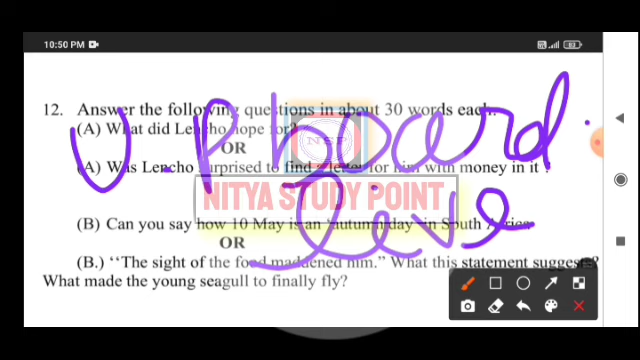 10:50 PM
12. Answer the following questions in about 30 words each.
(A) What did Lencho hope for?
OR
(A) Was Lencho surprised to find a letter for him with money in it ?
NITYA STUDY POINT
U.P board
live
(B) Can you say how 10 May is an 'autumn day' in South Africa.
OR
(B.) ‘‘The sight of the food maddened him.’’ What this statement suggests?
What made the young seagull to finally fly?